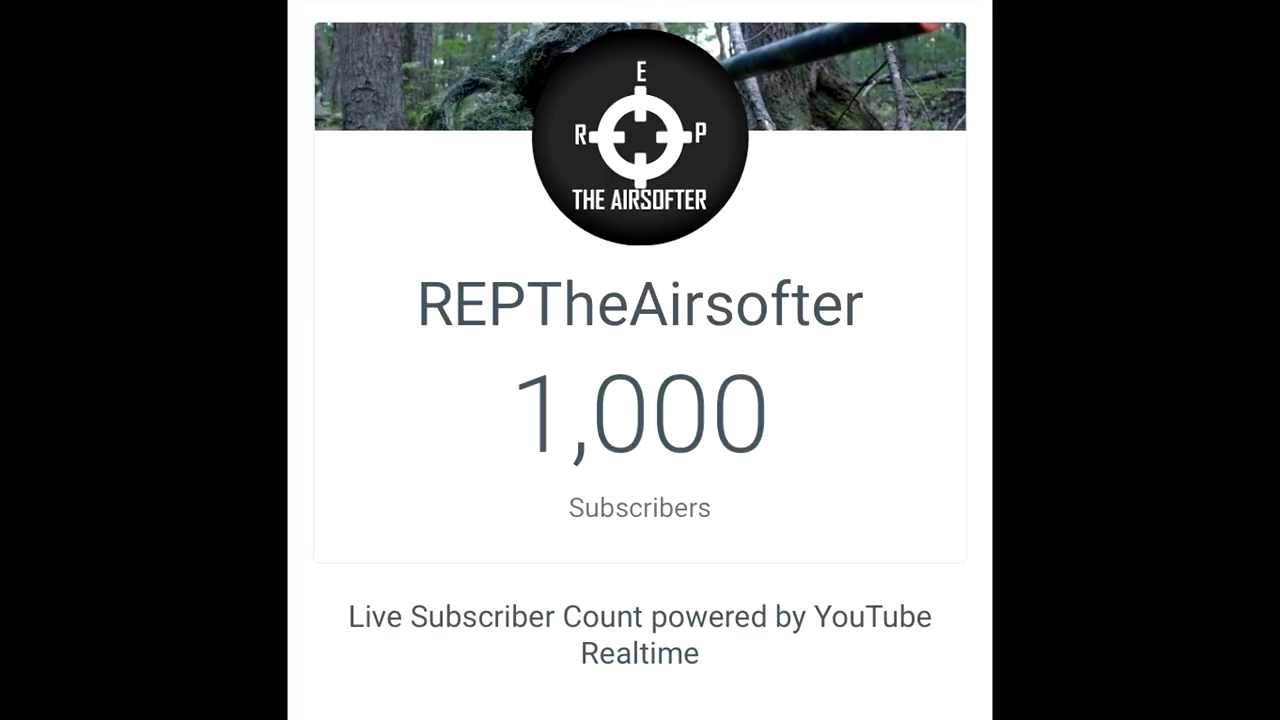 E
R P
THE AIRSOFTER
REPTheAirsofter
1,000
Subscribers
Live Subscriber Count powered by YouTube
Realtime